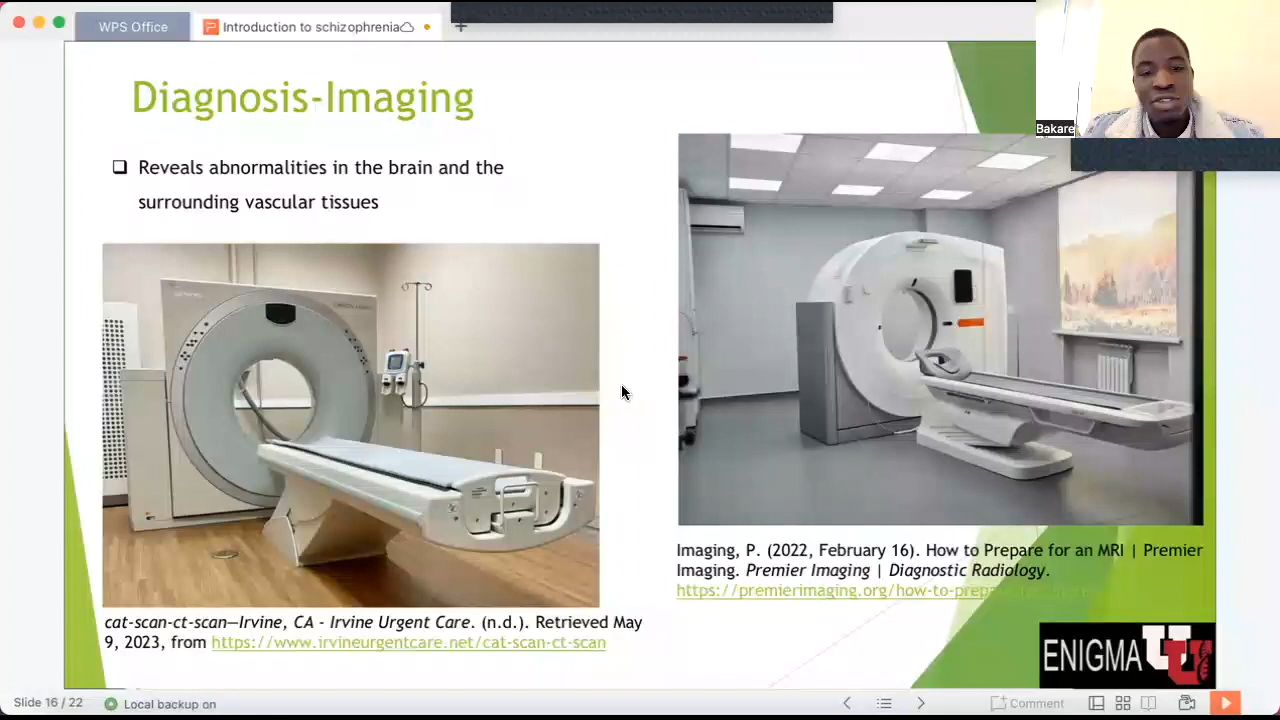 WPS Office
Introduction to schizophrenia
Diagnosis-Imaging
Bakare
Reveals abnormalities in the brain and the
surrounding vascular tissues
Imaging, P. (2022, February 16). How to Prepare for an MRI | Premier
Imaging. Premier Imaging | Diagnostic Radiology.
https://premierimaging.org/how-to-prepa
cat-scan-ct-scan—Irvine, CA - Irvine Urgent Care. (n.d.). Retrieved May
9, 2023, from https://www.irvineurgentcare.net/cat-scan-ct-scan
ENIGMA U
Slide 16 / 22
Local backup on
Comment